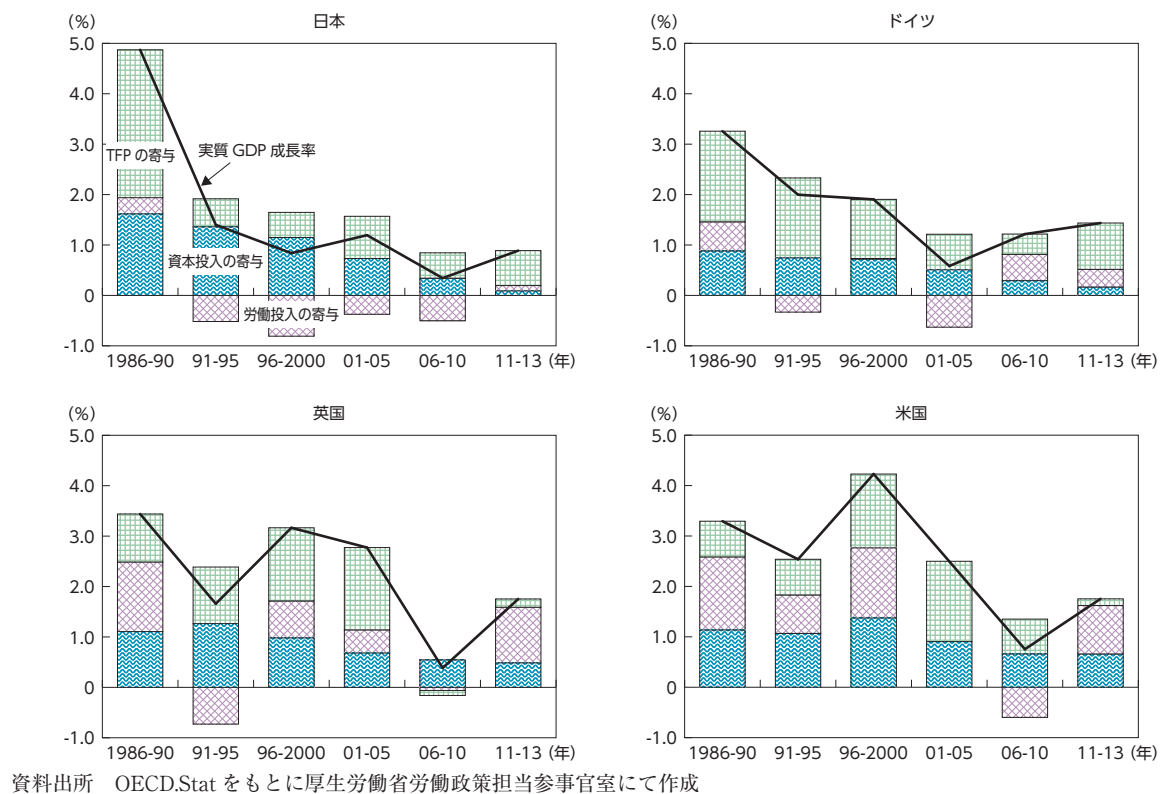 (%)
日本
5.0
4.0
3.0
2.0
1.0
0
-1.0
TFP の寄与
実質 GDP 成長率
資本投入の寄与
労働投入の寄与
1986-90 91-95 96-2000 01-05 06-10 11-13 (年)
(%)
ドイツ
5.0
4.0
3.0
2.0
1.0
0
-1.0
1986-90 91-95 96-2000 01-05 06-10 11-13 (年)
(%)
英国
5.0
4.0
3.0
2.0
1.0
0
-1.0
1986-90 91-95 96-2000 01-05 06-10 11-13 (年)
(%)
米国
5.0
4.0
3.0
2.0
1.0
0
-1.0
1986-90 91-95 96-2000 01-05 06-10 11-13 (年)
資料出所　OECD.Stat をもとに厚生労働省労働政策担当参事官室にて作成